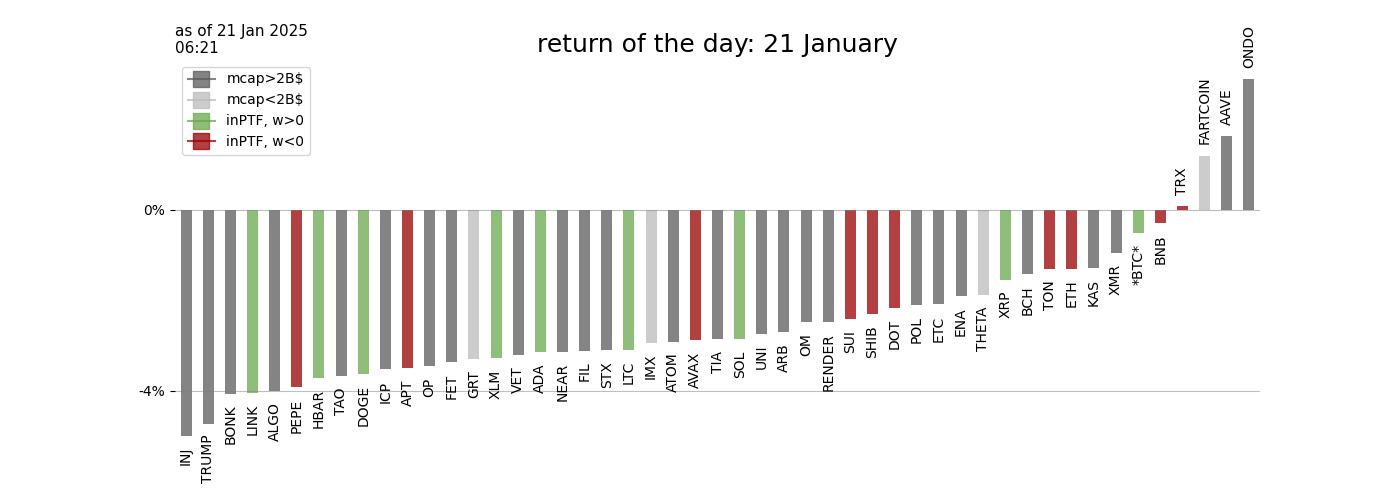 as of 21 Jan 2025
06:21
return of the day: 21 January
mcap>2B$
mcap<2B$
inPTF, w>0
inPTF, w<0
0%
-4%
INJ
TRUMP
BONK
LINK
ALGO
PEPE
HBAR
TAO
DOGE
ICP
APT
OP
FET
GRT
XLM
VET
ADA
NEAR
FIL
STX
LTC
IMX
ATOM
AVAX
TIA
SOL
UNI
ARB
OM
RENDER
SUI
SHIB
DOT
POL
ETC
ENA
THETA
XRP
BCH
TON
ETH
KAS
XMR
*BTC*
BNB
TRX
FARTCOIN
AAVE
ONDO